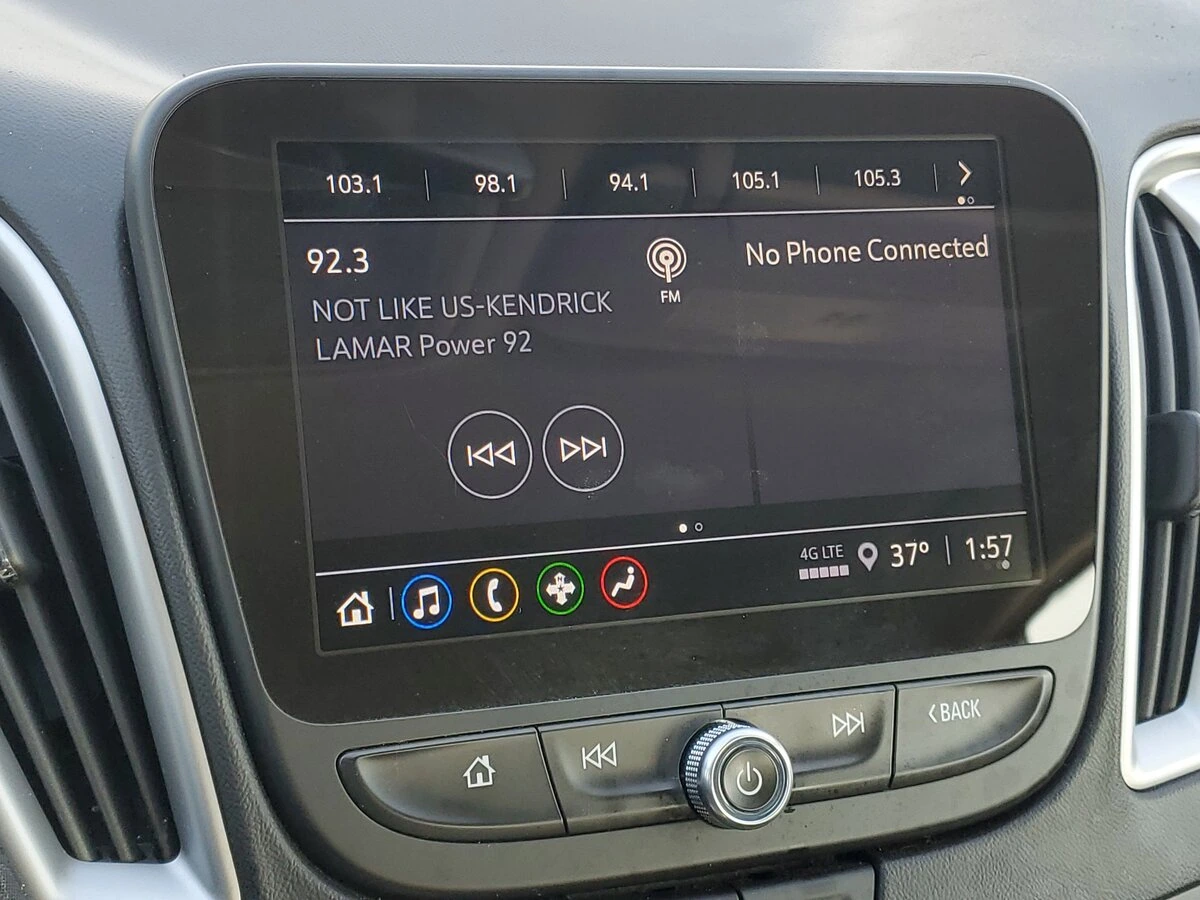 103.1 98.1 94.1 105.1 105.3
92.3 FM No Phone Connected
NOT LIKE US-KENDRICK
LAMAR Power 92
4G LTE 37° 1:57
BACK